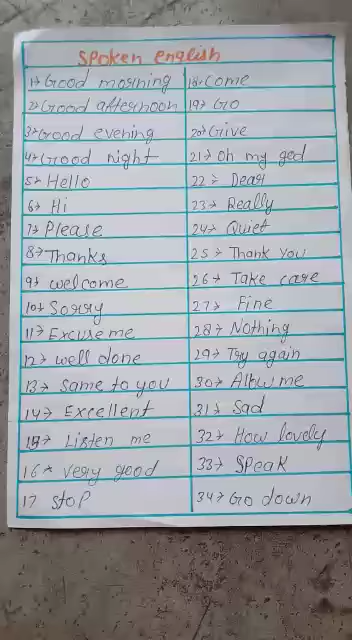 Spoken english
1→ Good morning
2→ Good afternoon
3→ Good evening
4→ Good night
5→ Hello
6→ Hi
7→ Please
8→ Thanks
9→ welcome
10→ Sorry
11→ Excuse me
12→ well done
13→ Same to you
14→ Excellent
15→ Listen me
16→ very good
17 stop
18→ Come
19→ Go
20→ Give
21→ oh my god
22→ Dear
23→ Really
24→ Quiet
25→ Thank you
26→ Take care
27→ Fine
28→ Nothing
29→ Try again
30→ Allow me
31→ Sad
32→ How lovely
33→ Speak
34→ Go down